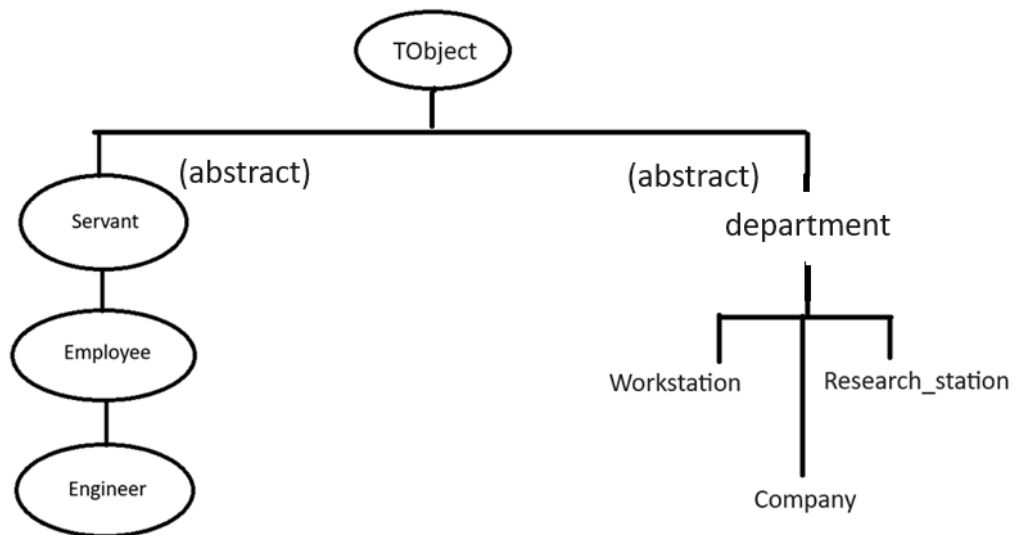 TObject
(abstract)
(abstract)
Servant
department
Employee
Workstation
Research_station
Engineer
Company